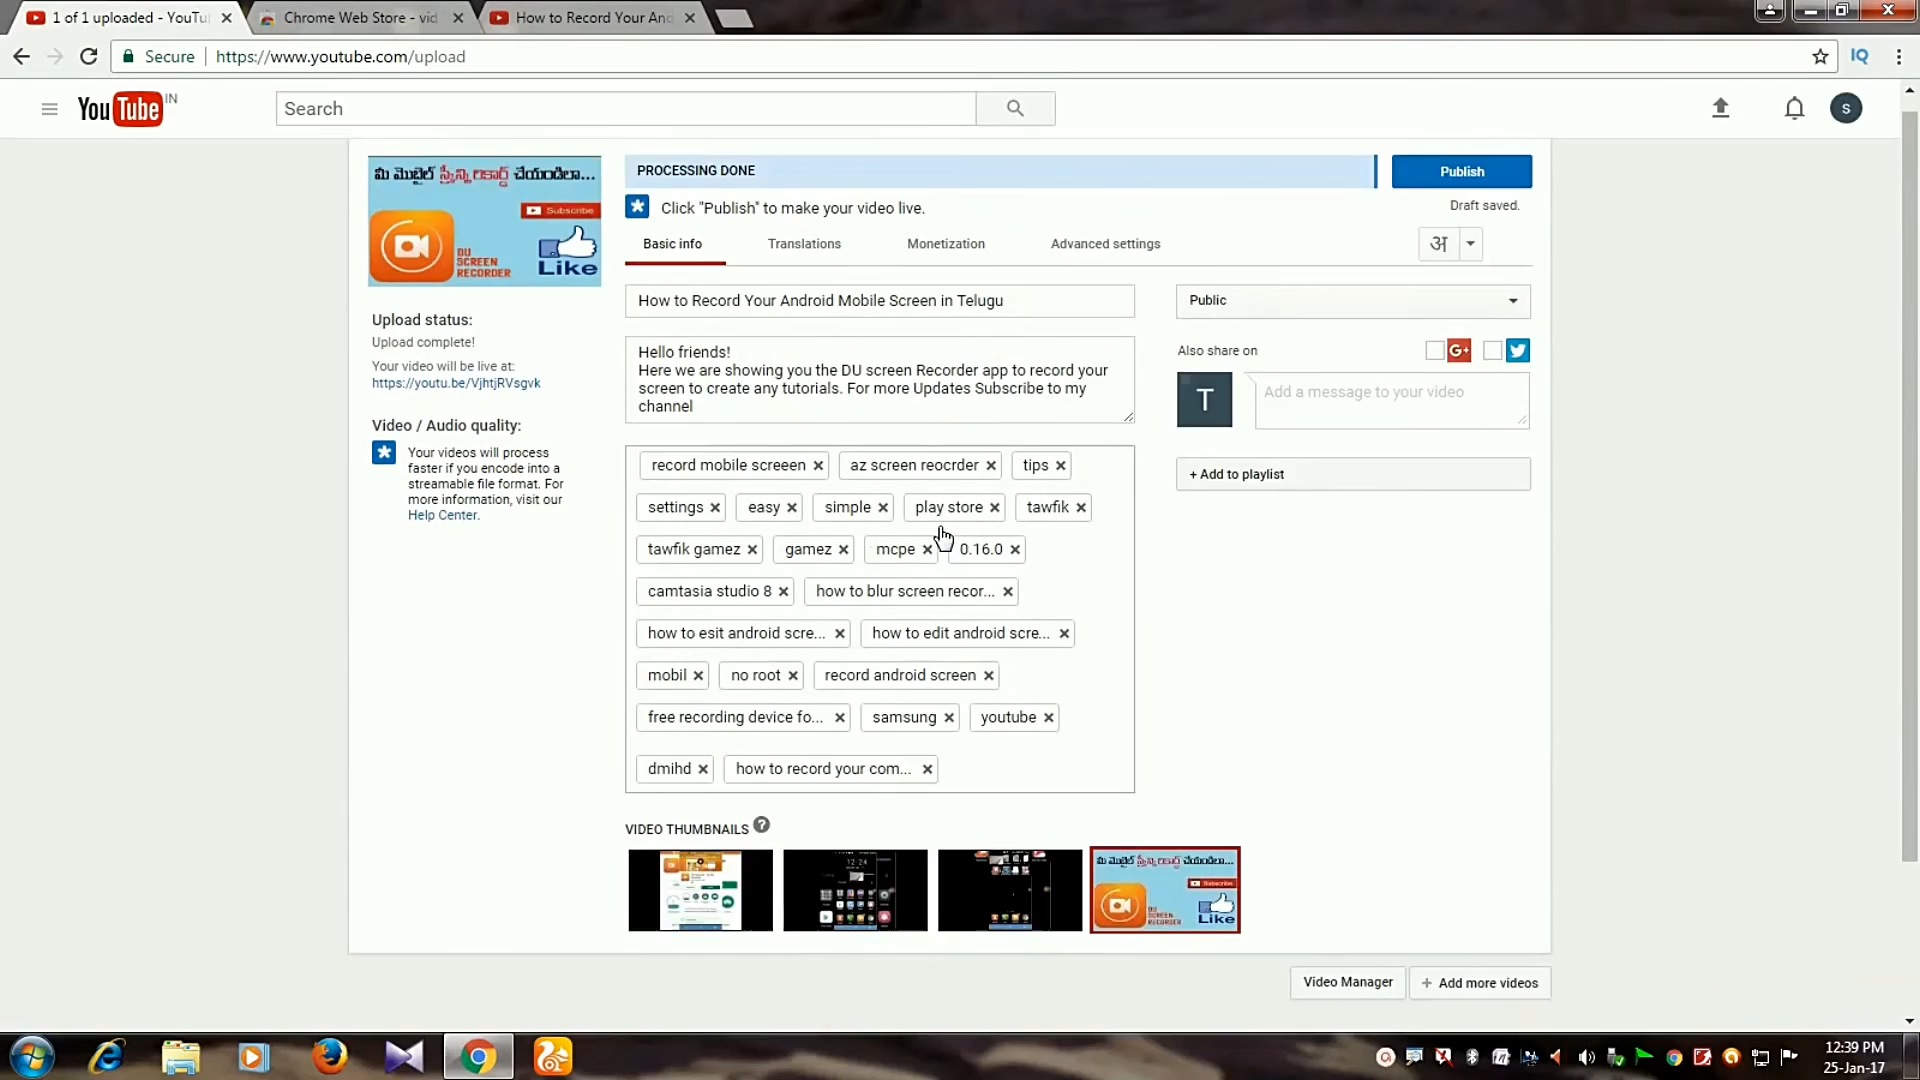 1 of 1 uploaded - YouTu
Chrome Web Store - vid
How to Record Your And
Secure
https://www.youtube.com/upload
IQ
YouTube IN
Search
S
మీ మొబైల్ స్క్రీన్ని రికార్డ్ చేయండిలా...
Subscribe
DU
SCREEN
RECORDER
Like
PROCESSING DONE
Publish
Click "Publish" to make your video live.
Draft saved.
Basic info
Translations
Monetization
Advanced settings
अ
Upload status:
Upload complete!
Your video will be live at:
https://youtu.be/VjhtjRVsgvk
Video / Audio quality:
Your videos will process
faster if you encode into a
streamable file format. For
more information, visit our
Help Center.
How to Record Your Android Mobile Screen in Telugu
Hello friends!
Here we are showing you the DU screen Recorder app to record your
screen to create any tutorials. For more Updates Subscribe to my
channel
record mobile screeen az screen reocrder tips
settings easy simple play store tawfik
tawfik gamez gamez mcpe 0.16.0
camtasia studio 8 how to blur screen recor...
how to esit android scre... how to edit android scre...
mobil no root record android screen
free recording device fo... samsung youtube
dmihd how to record your com...
Public
Also share on
G+
T
Add a message to your video
+ Add to playlist
VIDEO THUMBNAILS ?
12:24
మీ మొబైల్ స్క్రీన్ని రికార్డ్ చేయండిలా...
Subscribe
DU
SCREEN
RECORDER
Like
Video Manager
+ Add more videos
12:39 PM
25-Jan-17